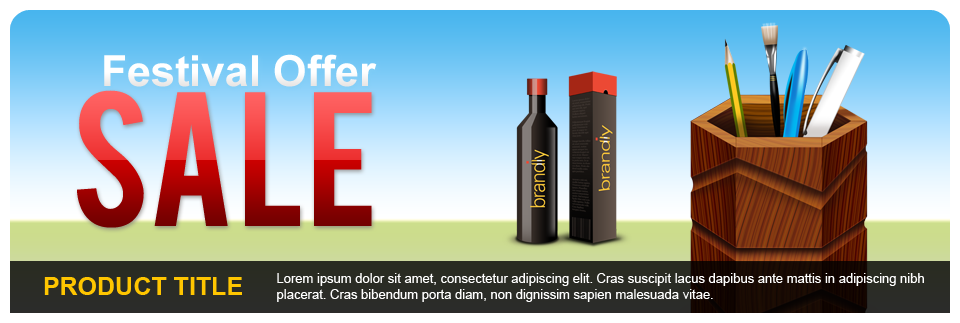 Festival Offer
SALE
brandiy
brandiy
PRODUCT TITLE
Lorem ipsum dolor sit amet, consectetur adipiscing elit. Cras suscipit lacus dapibus ante mattis in adipiscing nibh
placerat. Cras bibendum porta diam, non dignissim sapien malesuada vitae.